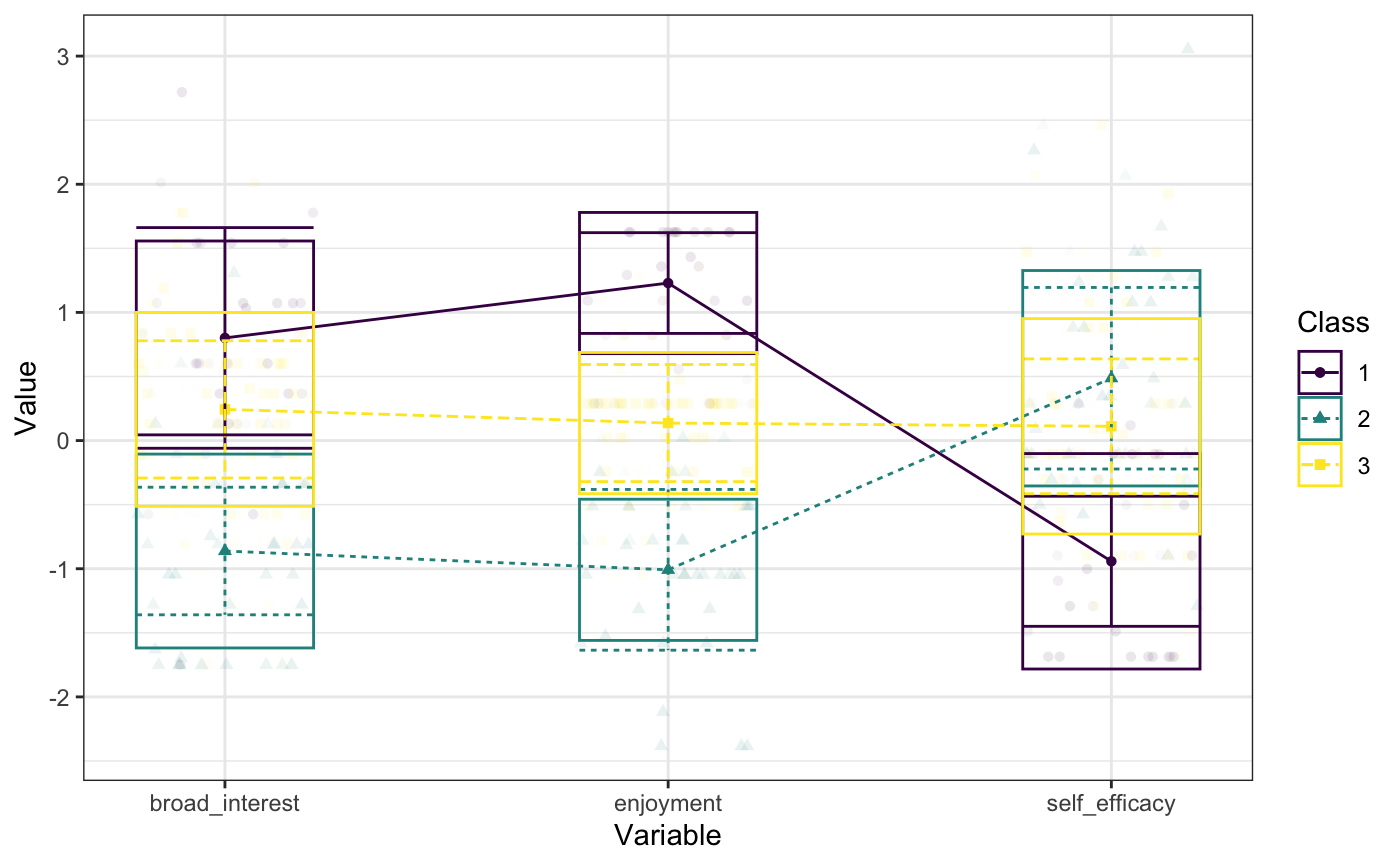 3
2
1
0
-1
-2
Value
broad_interest
enjoyment
self_efficacy
Variable
Class
1
2
3